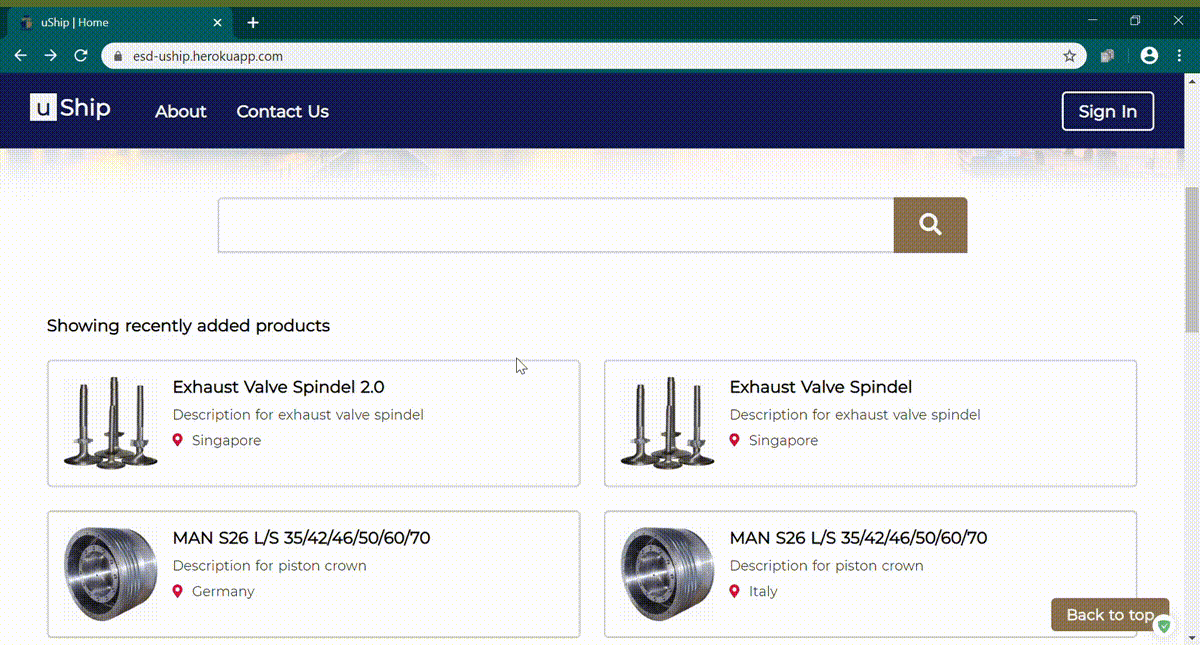 uShip | Home
esd-uship.herokuapp.com
uShip About Contact Us Sign In
Showing recently added products
Exhaust Valve Spindel 2.0
Description for exhaust valve spindel
Singapore
Exhaust Valve Spindel
Description for exhaust valve spindel
Singapore
MAN S26 L/S 35/42/46/50/60/70
Description for piston crown
Germany
MAN S26 L/S 35/42/46/50/60/70
Description for piston crown
Italy
Back to top